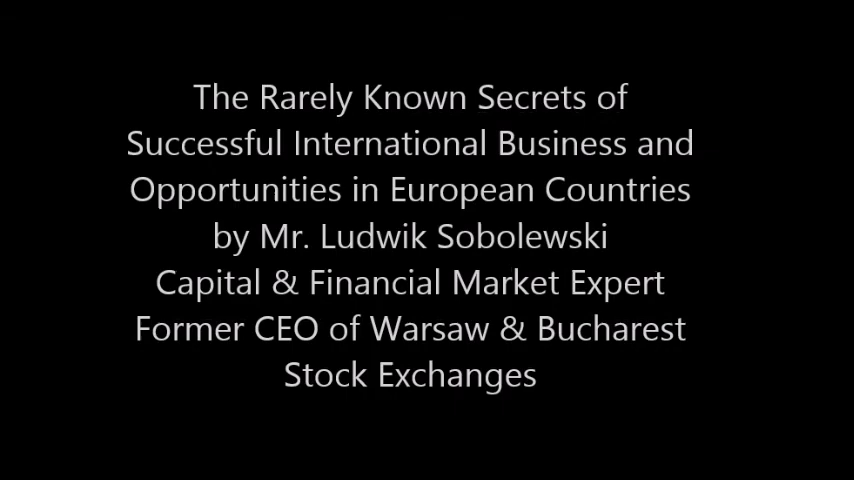 The Rarely Known Secrets of
Successful International Business and
Opportunities in European Countries
by Mr. Ludwik Sobolewski
Capital & Financial Market Expert
Former CEO of Warsaw & Bucharest
Stock Exchanges